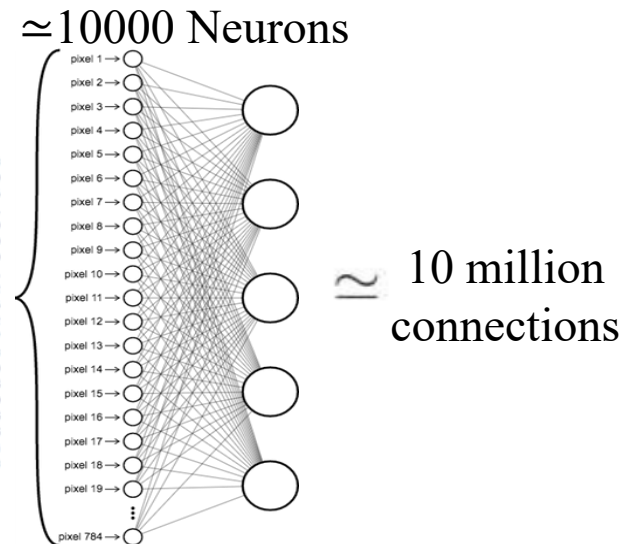 ≃10000 Neurons
pixel 1
pixel 2
pixel 3
pixel 4
pixel 5
pixel 6
pixel 7
pixel 8
pixel 9
pixel 10
pixel 11
pixel 12
pixel 13
pixel 14
pixel 15
pixel 16
pixel 17
pixel 18
pixel 19
pixel 784
≃ 10 million
connections